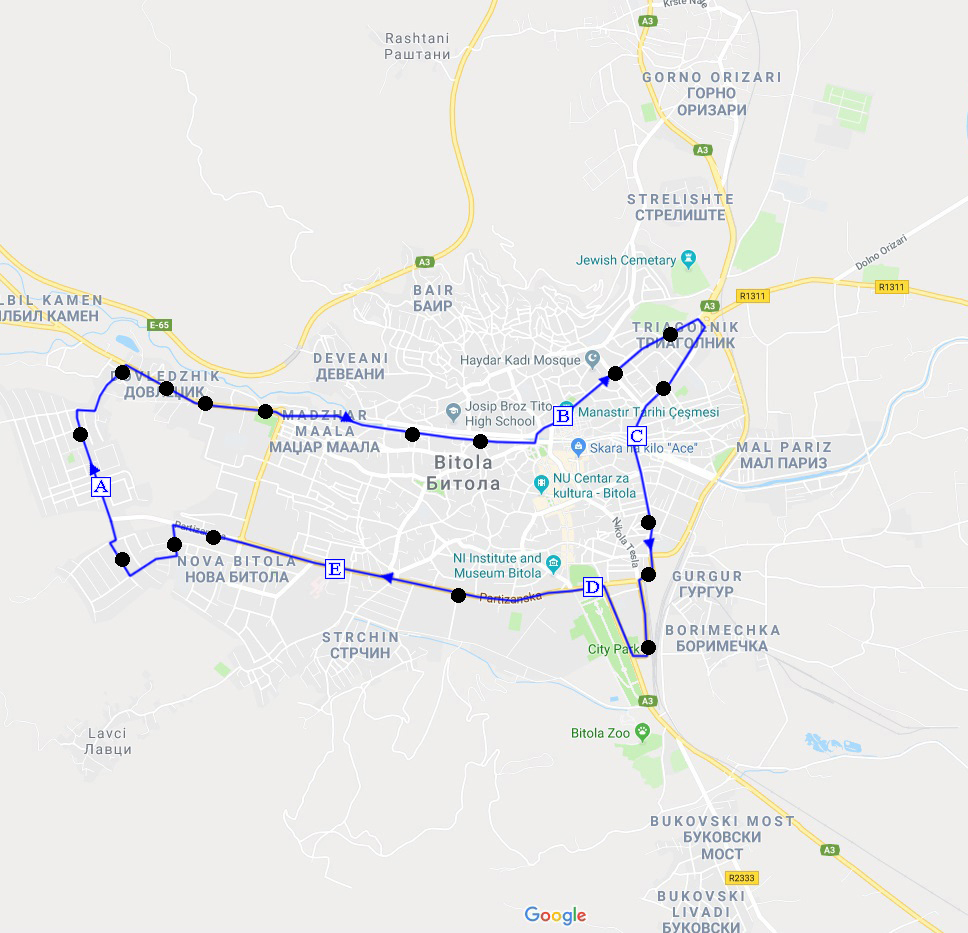 Krste Naje
A3
Rashtani
Раштани
GORNO ORIZARI
ГОРНО
ОРИЗАРИ
A3
STRELISHTE
СТРЕЛИШТЕ
Dolno Orizari
Jewish Cemetary
A3
R1311
R1311
BAIR
БАИР
LBIL KAMEN
ЛБИЛ КАМЕН
A3
E-65
TRIAGOLNIK
ТРИАГОЛНИК
DEVEANI
ДЕВЕАНИ
Haydar Kadı Mosque
DOVLEDZHIK
ДОВЛЕЏИК
MADZHAR
MAALA
МАЏАР МААЛА
Josip Broz Tito
High School
B
Manastır Tarihi Çeşmesi
C
Skara na kilo "Ace"
MAL PARIZ
МАЛ ПАРИЗ
Bitola
Битола
A
NU Centar za
kultura - Bitola
Nikola Tesla
Partizanska
NOVA BITOLA
НОВА БИТОЛА
E
NI Institute and
Museum Bitola
D
Partizanska
GURGUR
ГУРГУР
STRCHIN
СТРЧИН
BORIMECHKA
БОРИМЕЧКА
City Park
A3
Lavci
Лавци
Bitola Zoo
BUKOVSKI MOST
БУКОВСКИ
МОСТ
A3
R2333
BUKOVSKI
LIVADI
БУКОВСКИ
Google